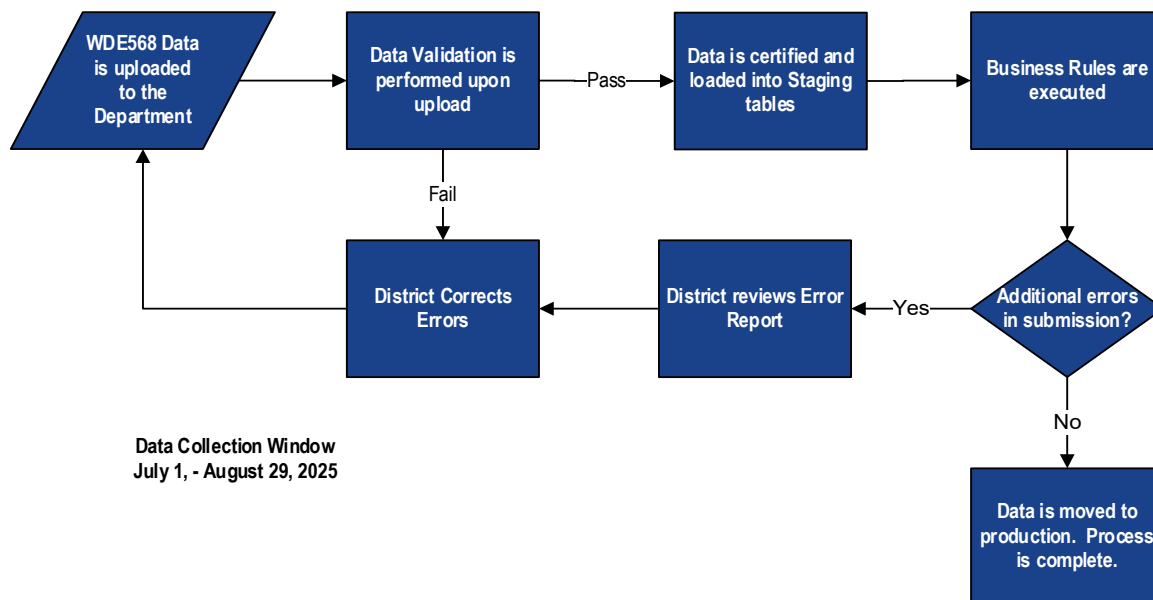 WDE568 Data
is uploaded
to the
Department
Data Validation is
performed upon
upload
Pass
Data is certified and
loaded into Staging
tables
Business Rules are
executed
Fail
District Corrects
Errors
District reviews Error
Report
Yes
Additional errors
in submission?
No
Data Collection Window
July 1, - August 29, 2025
Data is moved to
production. Process
is complete.